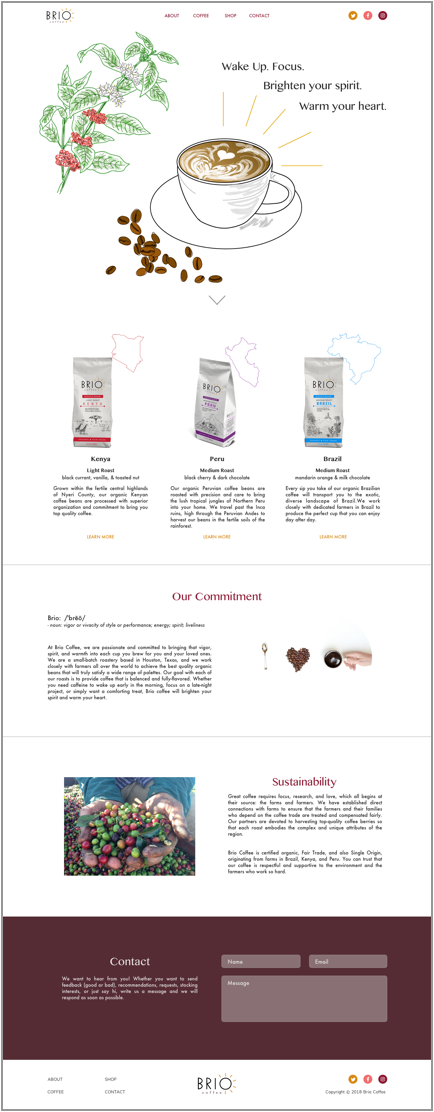 BRIO
coffee
ABOUT COFFEE SHOP CONTACT
Wake Up. Focus.
Brighten your spirit.
Warm your heart.
BRIO
KENYA
BRIO
PERU
BRIO
BRAZIL
Kenya
Light Roast
black currant, vanilla, & toasted nut
Grown within the fertile central highlands
of Nyeri County, our organic Kenyan
coffee beans are processed with superior
organization and commitment to bring you
top quality coffee.
LEARN MORE
Peru
Medium Roast
black cherry & dark chocolate
Our organic Peruvian coffee beans are
roasted with precision and care to bring
the lush tropical jungles of Northern Peru
into your home. We travel past the Inca
ruins, high through the Peruvian Andes to
harvest our beans in the fertile soils of the
rainforest.
LEARN MORE
Brazil
Medium Roast
mandarin orange & milk chocolate
Every sip you take of our organic Brazilian
coffee will transport you to the exotic,
diverse landscape of Brazil.We work
closely with dedicated farmers in Brazil to
produce the perfect cup that you can enjoy
day after day.
LEARN MORE
Our Commitment
Brio: /'brēō/
- noun: vigor or vivacity of style or performance; energy; spirit; liveliness
At Brio Coffee, we are passionate and committed to bringing that vigor,
spirit, and warmth into each cup you brew for you and your loved ones.
We are a small-batch roastery based in Houston, Texas, and we work
closely with farmers all over the world to achieve the best quality organic
beans that will truly satisfy a wide range of palettes. Our goal with each of
our roasts is to provide coffee that is balanced and fully-flavored. Whether
you need caffeine to wake up early in the morning, focus on a late-night
project, or simply want a comforting treat, Brio coffee will brighten your
spirit and warm your heart.
Sustainability
Great coffee requires focus, research, and love, which all begins at
their source: the farms and farmers. We have established direct
connections with farms to ensure that the farmers and their families
who depend on the coffee trade are treated and compensated fairly.
Our partners are devoted to harvesting top-quality coffee berries so
that each roast embodies the complex and unique attributes of the
region.
Brio Coffee is certified organic, Fair Trade, and also Single Origin,
originating from farms in Brazil, Kenya, and Peru. You can trust that
our coffee is respectful and supportive to the environment and the
farmers who work so hard.
Contact
We want to hear from you! Whether you want to send
feedback (good or bad), recommendations, requests, stocking
interests, or just say hi, write us a message and we will
respond as soon as possible.
Name
Email
Message
ABOUT SHOP
COFFEE CONTACT
BRIO
coffee
Copyright © 2018 Brio Coffee